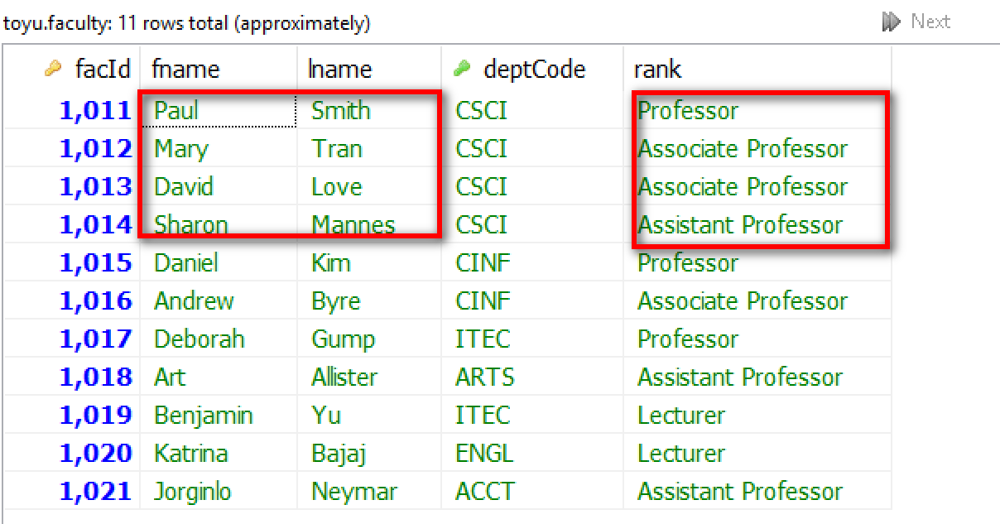 toyu.faculty: 11 rows total (approximately) Next
facId fname lname deptCode rank
1,011 Paul Smith CSCI Professor
1,012 Mary Tran CSCI Associate Professor
1,013 David Love CSCI Associate Professor
1,014 Sharon Mannes CSCI Assistant Professor
1,015 Daniel Kim CINF Professor
1,016 Andrew Byre CINF Associate Professor
1,017 Deborah Gump ITEC Professor
1,018 Art Allister ARTS Assistant Professor
1,019 Benjamin Yu ITEC Lecturer
1,020 Katrina Bajaj ENGL Lecturer
1,021 Jorginlo Neymar ACCT Assistant Professor